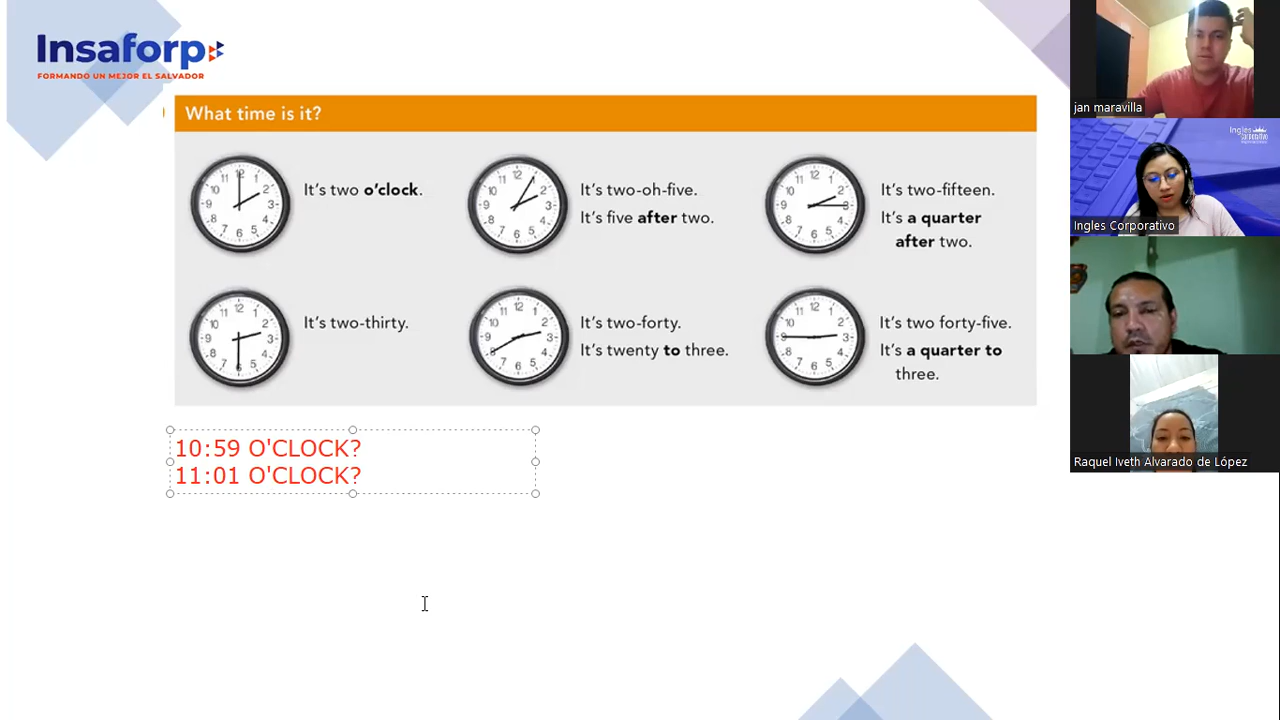 Insaforp
FORMANDO UN MEJOR EL SALVADOR
What time is it?
It's two o'clock.
It's two-oh-five.
It's five after two.
It's two-fifteen.
It's a quarter
after two.
It's two-thirty.
It's two-forty.
It's twenty to three.
It's two forty-five.
It's a quarter to
three.
10:59 O'CLOCK?
11:01 O'CLOCK?
jan maravilla
Ingles Corporativo
Raquel Iveth Alvarado de López